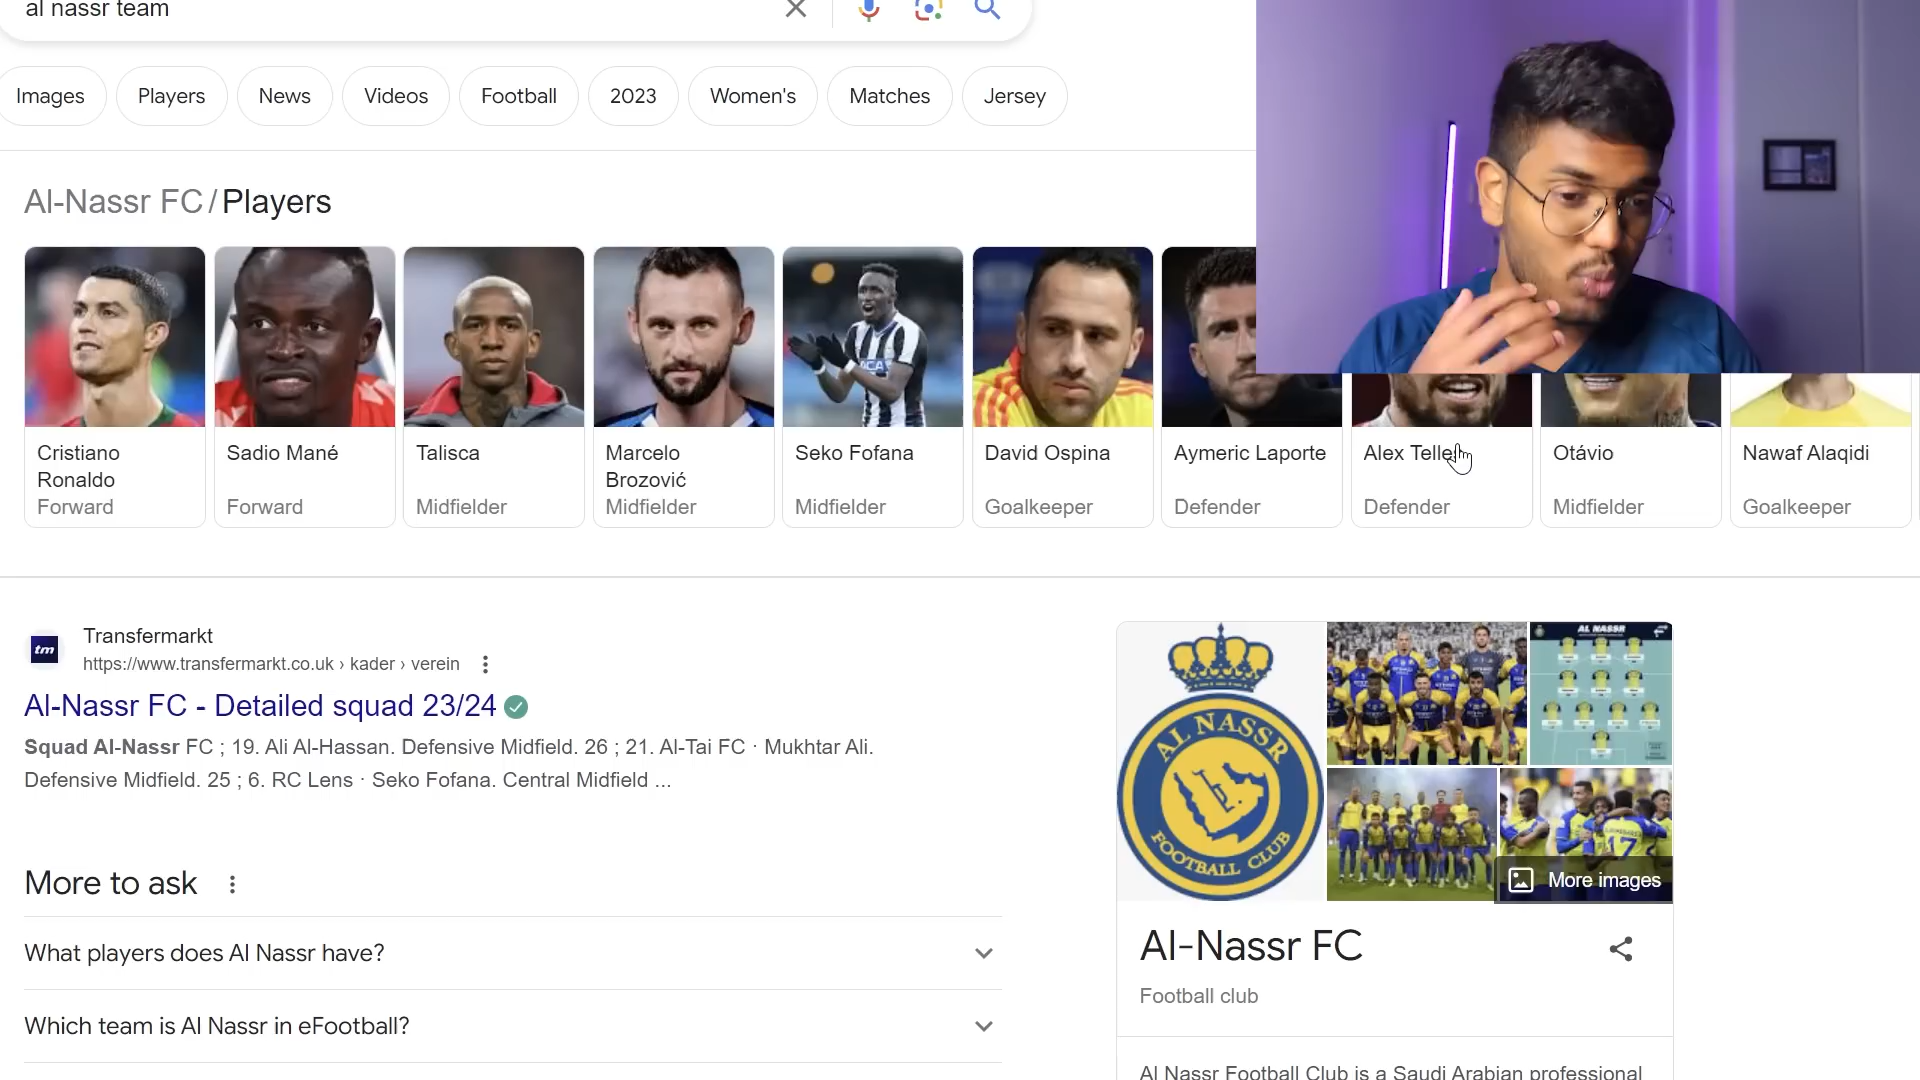 al nassr team
Images
Players
News
Videos
Football
2023
Women's
Matches
Jersey
Al-Nassr FC / Players
Cristiano
Ronaldo
Forward
Sadio Mané
Forward
Talisca
Midfielder
Marcelo
Brozović
Midfielder
Seko Fofana
Midfielder
David Ospina
Goalkeeper
Aymeric Laporte
Defender
Alex Telles
Defender
Otávio
Midfielder
Nawaf Alaqidi
Goalkeeper
tm
Transfermarkt
https://www.transfermarkt.co.uk › kader › verein
Al-Nassr FC - Detailed squad 23/24
Squad Al-Nassr FC ; 19. Ali Al-Hassan. Defensive Midfield. 26 ; 21. Al-Tai FC · Mukhtar Ali.
Defensive Midfield. 25 ; 6. RC Lens · Seko Fofana. Central Midfield ...
More to ask
What players does Al Nassr have?
Which team is Al Nassr in eFootball?
AL NASSR
FOOTBALL CLUB
AL NASSR
17
More images
Al-Nassr FC
Football club
Al Nassr Football Club is a Saudi Arabian professional